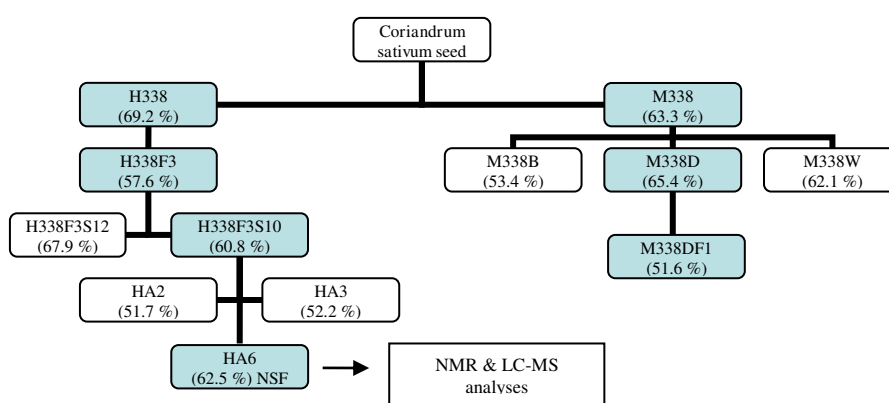 Coriandrum
sativum seed
H338
(69.2 %)
M338
(63.3 %)
H338F3
(57.6 %)
M338B
(53.4 %)
M338D
(65.4 %)
M338W
(62.1 %)
H338F3S12
(67.9 %)
H338F3S10
(60.8 %)
M338DF1
(51.6 %)
HA2
(51.7 %)
HA3
(52.2 %)
HA6
(62.5 %) NSF
NMR & LC-MS
analyses